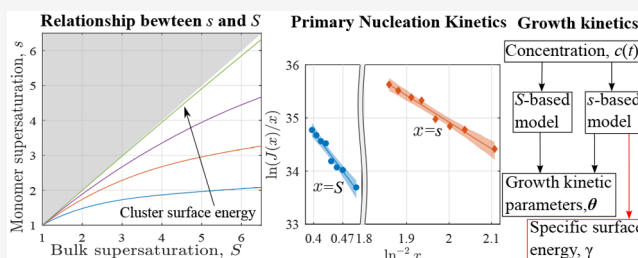 Relationship bewteen s and S
Monomer supersaturation, s
6
5
4
3
2
1
Cluster surface energy
1
2
3
4
5
6
Bulk supersaturation, S
Primary Nucleation Kinetics
ln(J(x)/x)
36
35
34
33
x=S
x=s
0.4
0.47
1.8
1.9
2
2.1
ln⁻² x
Growth kinetics
Concentration, c(t)
S-based
model
s-based
model
Growth kinetic
parameters,θ
Specific surface
energy, γ